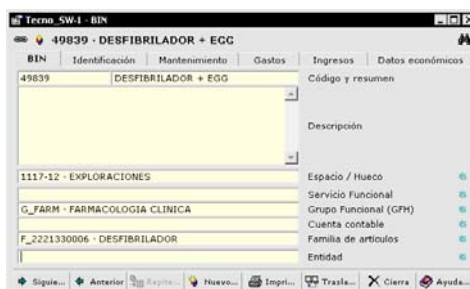 Tecno_SW-1 - BIN
49839 - DESFIBRILADOR + EGG
BIN Identificación Mantenimiento Gastos Ingresos Datos económicos
49839 DESFIBRILADOR + EGG Código y resumen
Descripción
1117-12 - EXPLORACIONES Espacio / Hueco
Servicio Funcional
G_FARM - FARMACOLOGIA CLINICA Grupo Funcional (GFH)
Cuenta contable
F_2221330006 - DESFIBRILADOR Familia de artículos
Entidad
Siguie... Anterior Repite... Nuevo... Impri... Trasla... Cierra Ayuda...